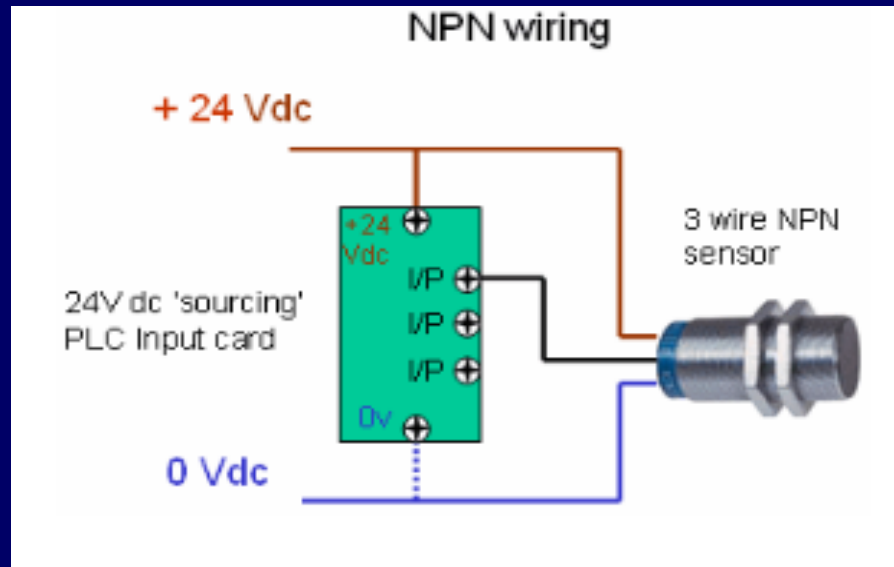 NPN wiring
+ 24 Vdc
+24
Vdc
I/P
I/P
I/P
0v
24V dc 'sourcing'
PLC Input card
3 wire NPN
sensor
0 Vdc